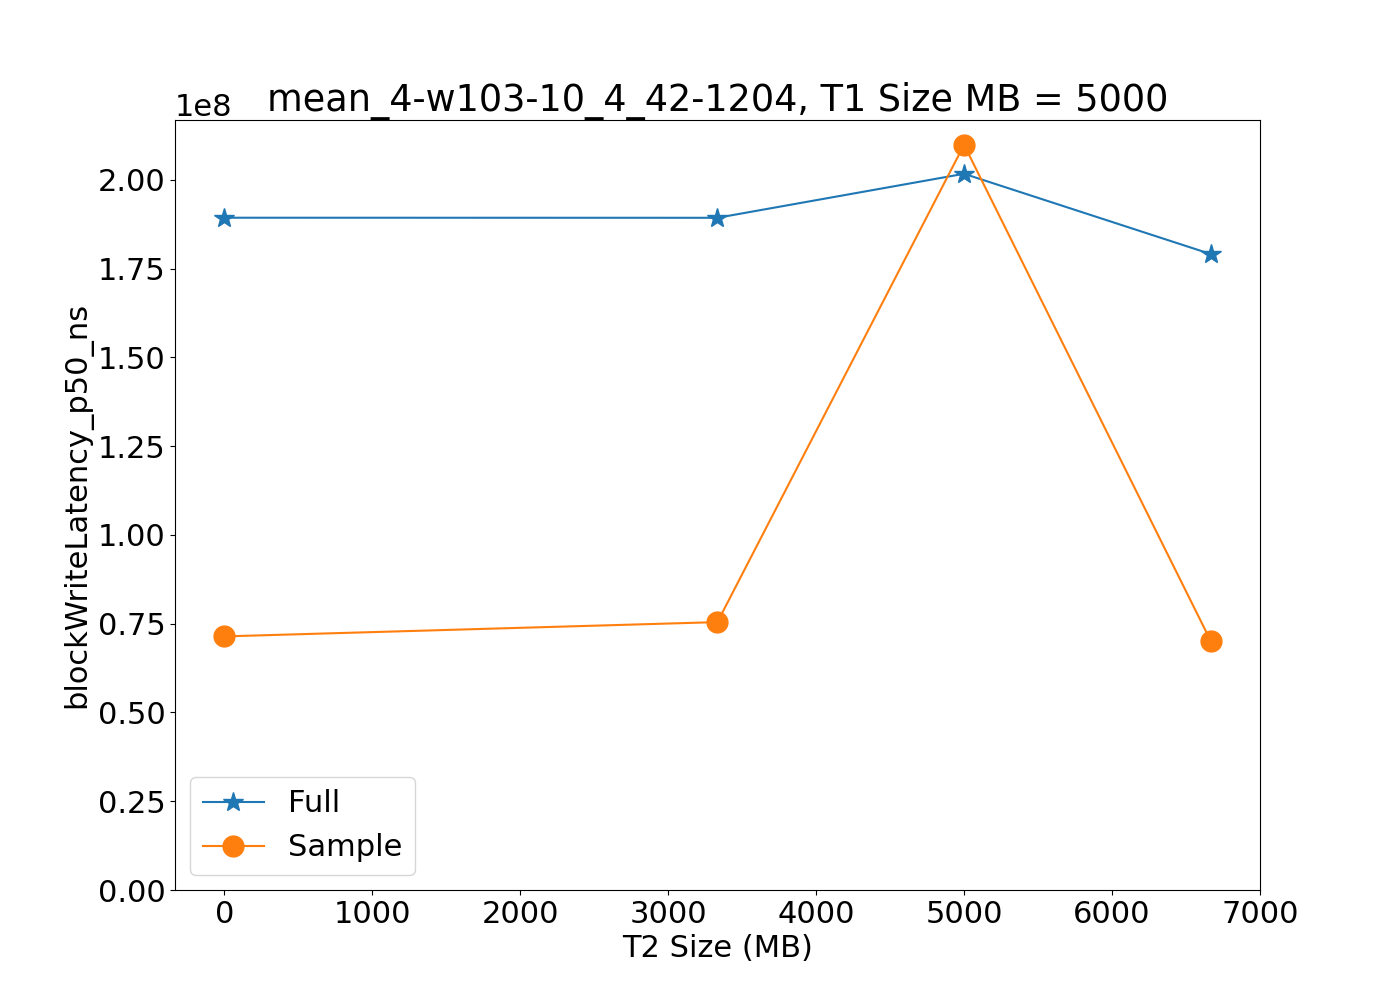 1e8
mean_4-w103-10_4_42-1204, T1 Size MB = 5000
2.00
1.75
1.50
1.25
1.00
0.75
0.50
0.25
0.00
blockWriteLatency_p50_ns
Full
Sample
0 1000 2000 3000 4000 5000 6000 7000
T2 Size (MB)